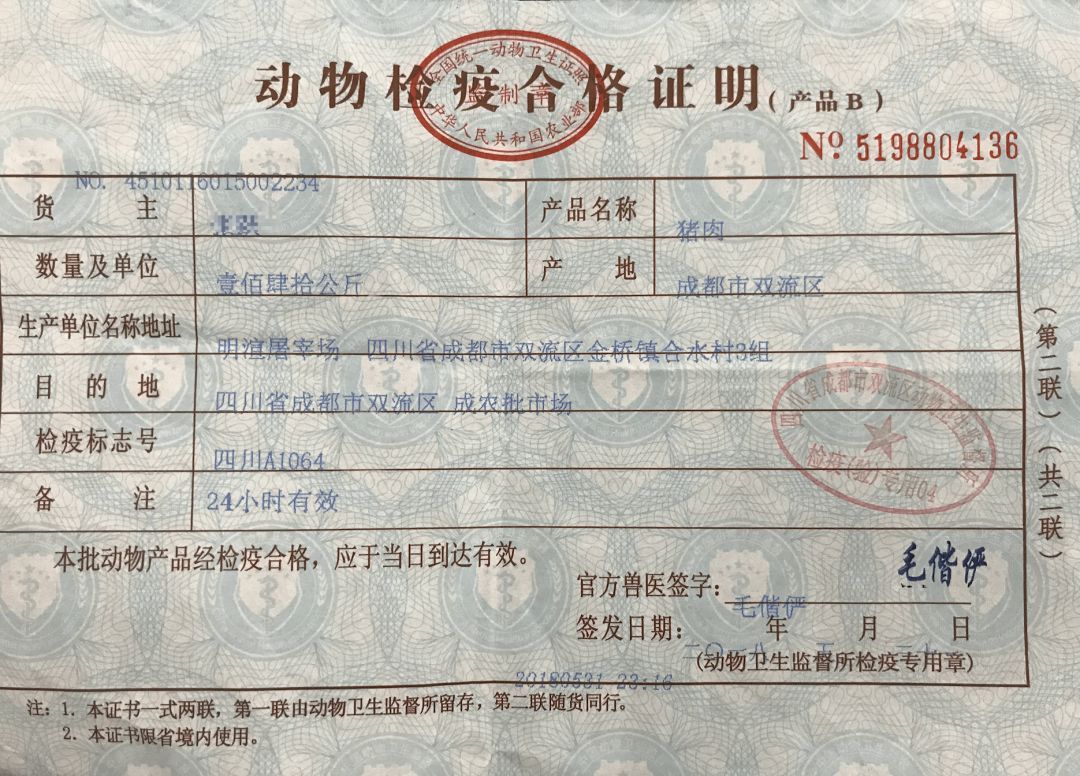 动物检疫合格证明(产品B)
全国统一动物卫生证照
监制章
中华人民共和国农业部
Nº 5198804136
NO. 4510116015002234
货主 产品名称 猪肉
数量及单位 壹佰肆拾公斤 产地 成都市双流区
生产单位名称地址 明渲屠宰场 四川省成都市双流区金桥镇合水村3组
目的地 四川省成都市双流区 成农批市场
检疫标志号 四川A1064
备注 24小时有效
四川省成都市双流区动物卫生监督所
检疫(验)专用04
(第二联)(共二联)
本批动物产品经检疫合格，应于当日到达有效。
官方兽医签字: 毛偕俨 毛偕俨
签发日期: 二〇一八年 五月 三十一日
(动物卫生监督所检疫专用章)
20180531 23:16
注: 1. 本证书一式两联，第一联由动物卫生监督所留存，第二联随货同行。
2. 本证书限省境内使用。